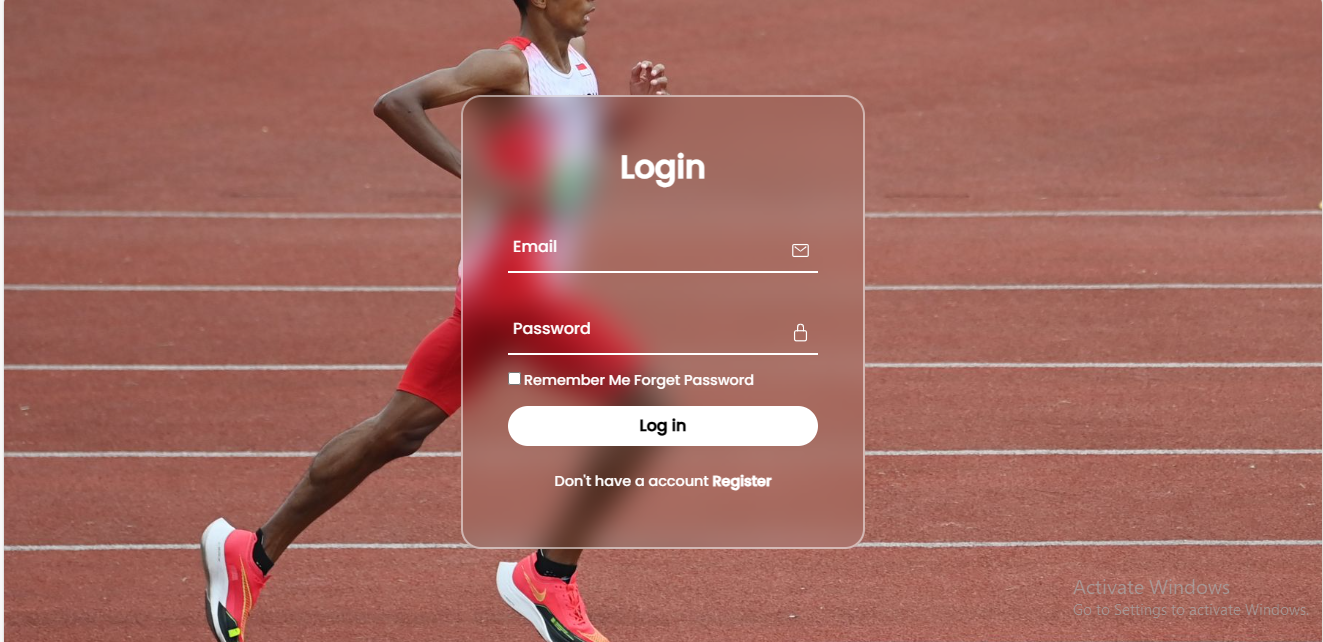 Login
Email
Password
Remember Me Forget Password
Log in
Don't have a account Register
Activate Windows
Go to Settings to activate Windows.